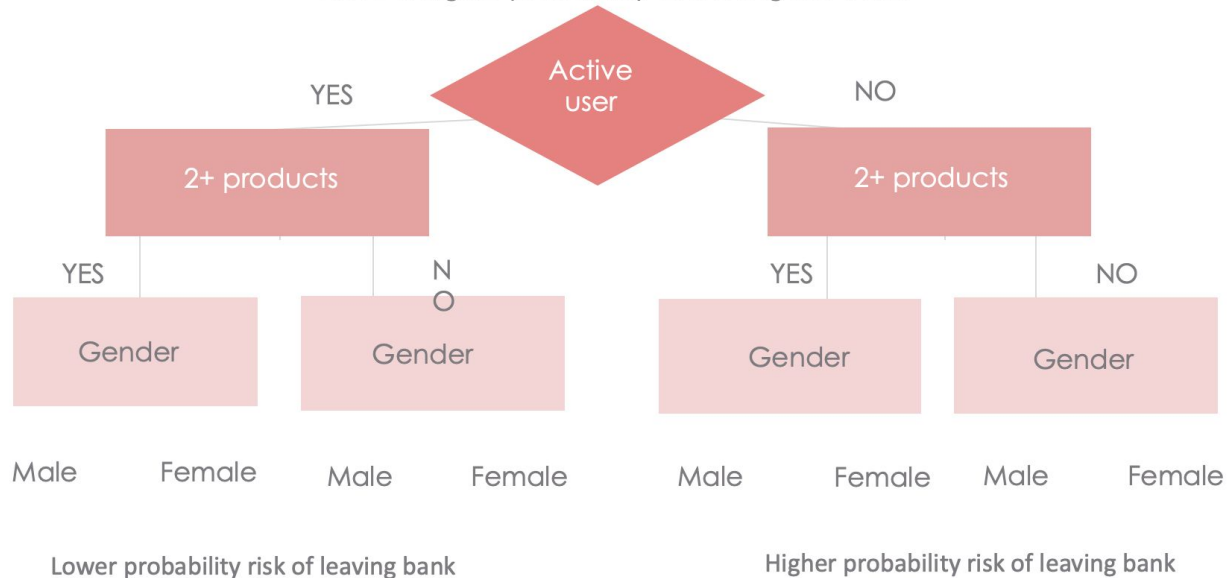 Active
user
YES
NO
2+ products
2+ products
YES
N
O
YES
NO
Gender
Gender
Gender
Gender
Male
Female
Male
Female
Male
Female
Male
Female
Lower probability risk of leaving bank
Higher probability risk of leaving bank